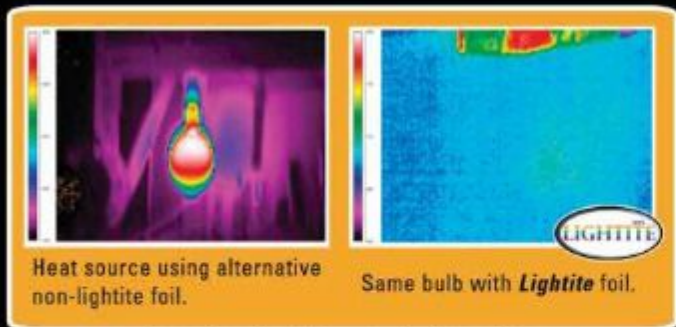 Heat source using alternative
non-lightite foil.
LIGHTITE
Same bulb with Lightite foil.